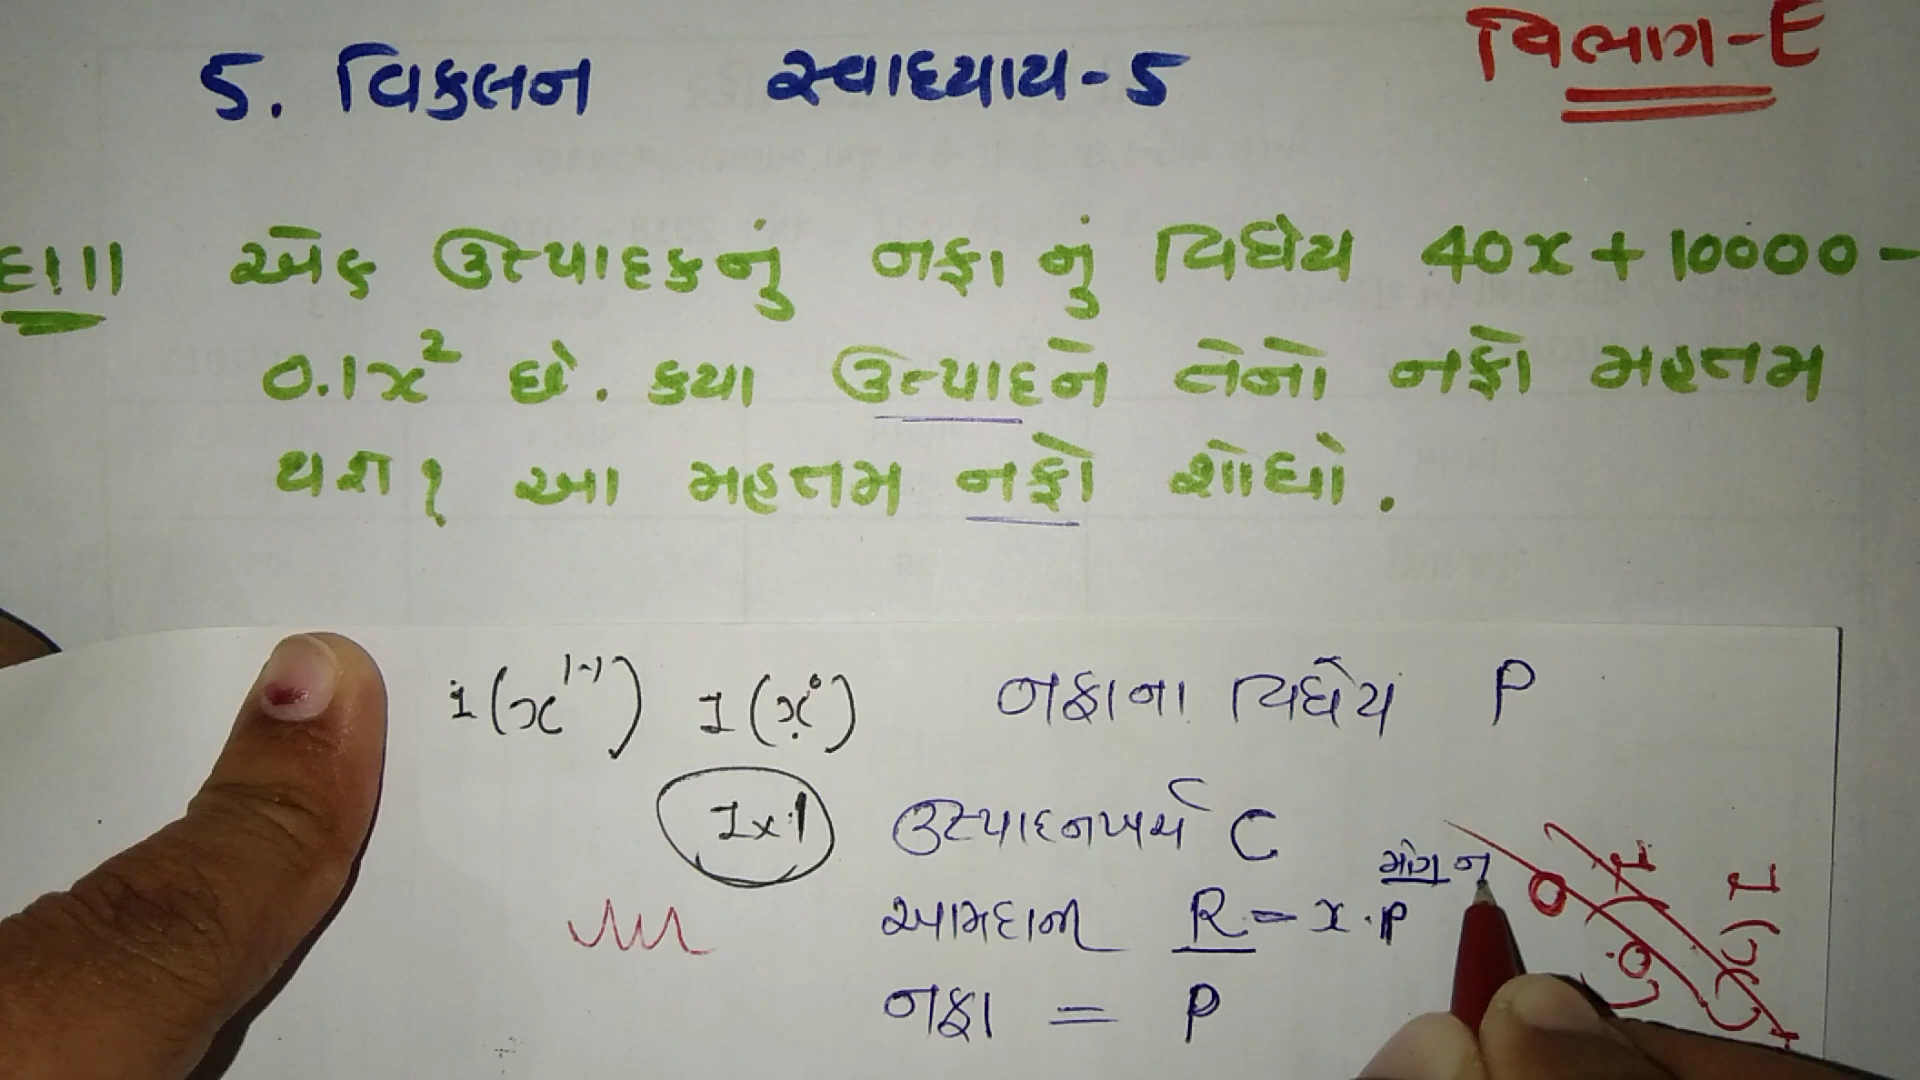 5. વિકલન સ્વાધ્યાય-5
વિભાગ-E
E!11 એક ઉત્પાદકનું નફા નું વિધેય 40x + 10000 -
0.1x² છે. કયા ઉત્પાદને તેનો નફો મહત્તમ
થશે? આ મહત્તમ નફો શોધો.
1(x¹⁻¹) 1(x⁰) નફાના વિધેય P
1x1 ઉત્પાદનખર્ચ C
માંગ ન
આમદાની R = x.p
નફા = P